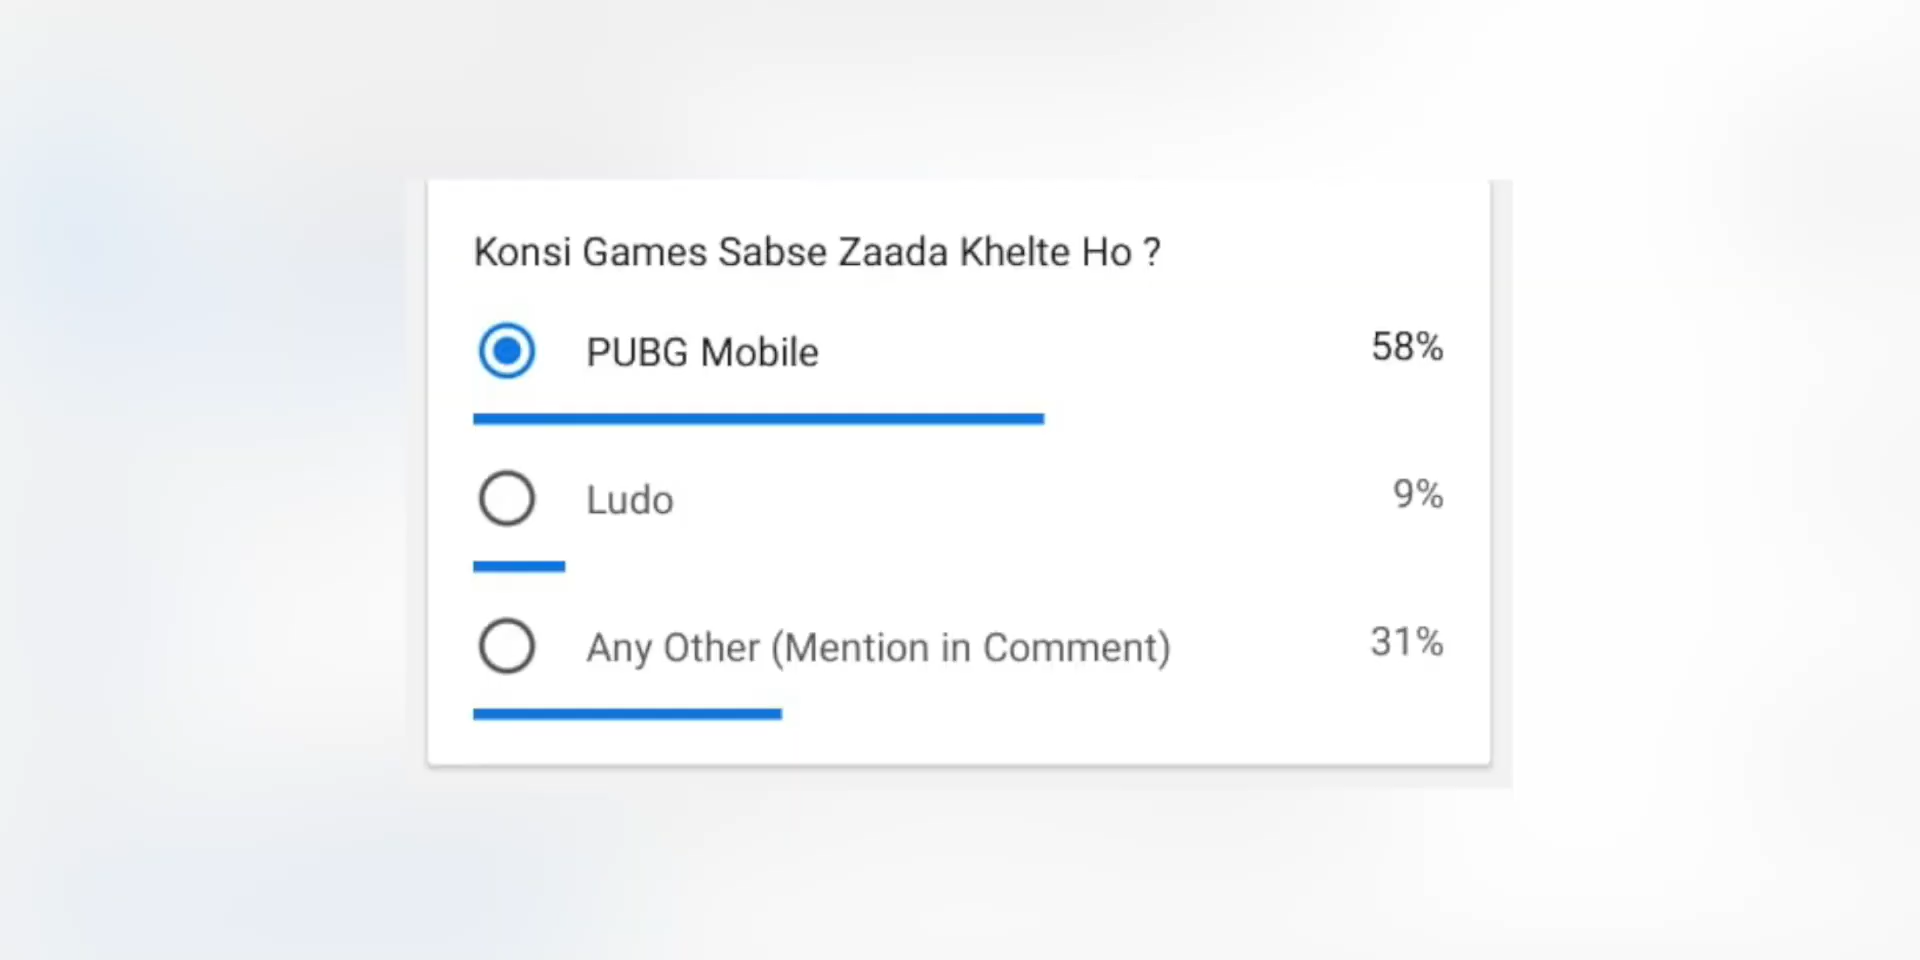 Konsi Games Sabse Zaada Khelte Ho ?
PUBG Mobile 58%
Ludo 9%
Any Other (Mention in Comment) 31%